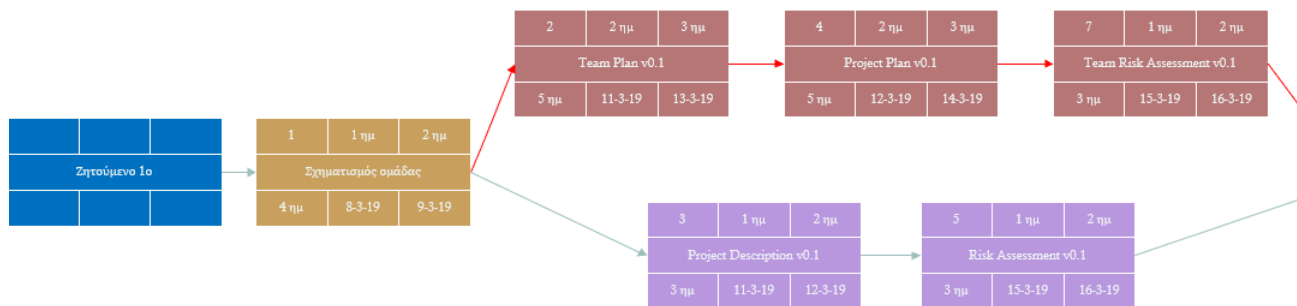 2 2 ημ 3 ημ
Team Plan v0.1
5 ημ 11-3-19 13-3-19
4 2 ημ 3 ημ
Project Plan v0.1
5 ημ 12-3-19 14-3-19
7 1 ημ 2 ημ
Team Risk Assessment v0.1
3 ημ 15-3-19 16-3-19
Ζητούμενο 1ο
1 1 ημ 2 ημ
Σχηματισμός ομάδας
4 ημ 8-3-19 9-3-19
3 1 ημ 2 ημ
Project Description v0.1
3 ημ 11-3-19 12-3-19
5 1 ημ 2 ημ
Risk Assessment v0.1
3 ημ 15-3-19 16-3-19